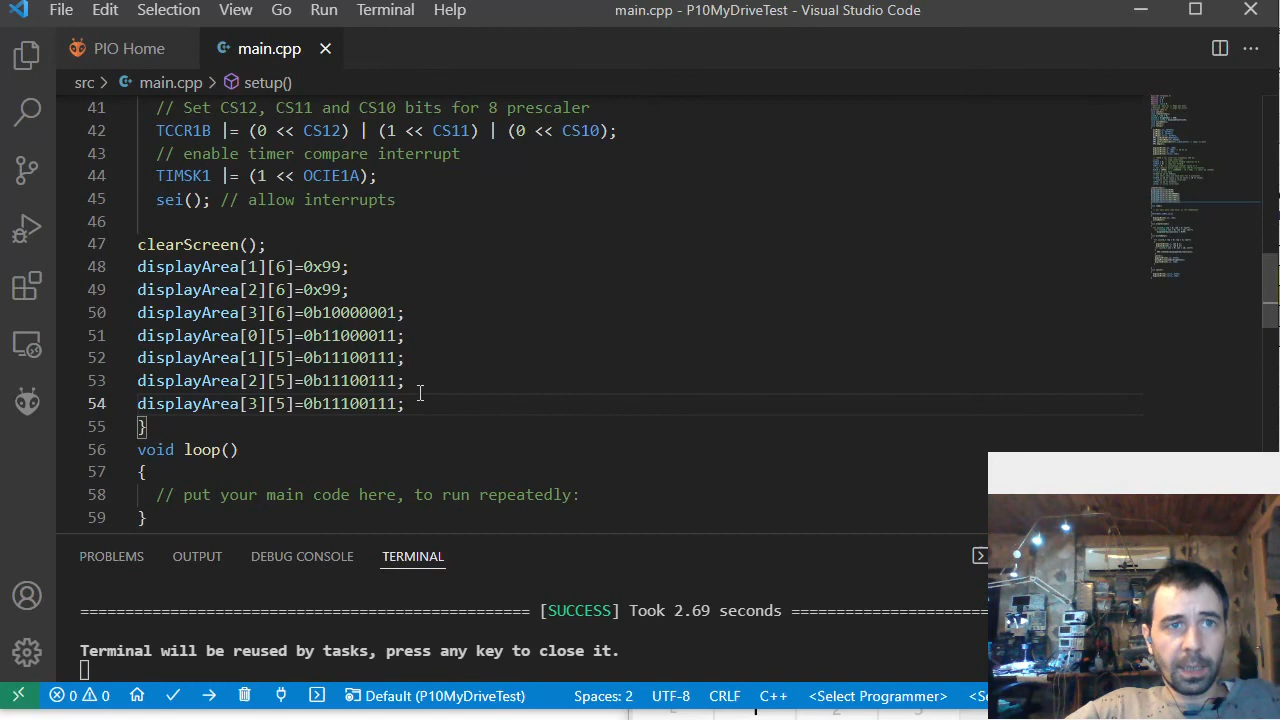 File Edit Selection View Go Run Terminal Help main.cpp - P10MyDriveTest - Visual Studio Code
PIO Home main.cpp
src > main.cpp > setup()
41 // Set CS12, CS11 and CS10 bits for 8 prescaler
42 TCCR1B |= (0 << CS12) | (1 << CS11) | (0 << CS10);
43 // enable timer compare interrupt
44 TIMSK1 |= (1 << OCIE1A);
45 sei(); // allow interrupts
46
47 clearScreen();
48 displayArea[1][6]=0x99;
49 displayArea[2][6]=0x99;
50 displayArea[3][6]=0b10000001;
51 displayArea[0][5]=0b11000011;
52 displayArea[1][5]=0b11100111;
53 displayArea[2][5]=0b11100111;
54 displayArea[3][5]=0b11100111;
55 }
56 void loop()
57 {
58 // put your main code here, to run repeatedly:
59 }
PROBLEMS OUTPUT DEBUG CONSOLE TERMINAL
================================================== [SUCCESS] Took 2.69 seconds ======================
Terminal will be reused by tasks, press any key to close it.
0 0 Default (P10MyDriveTest) Spaces: 2 UTF-8 CRLF C++ <Select Programmer>